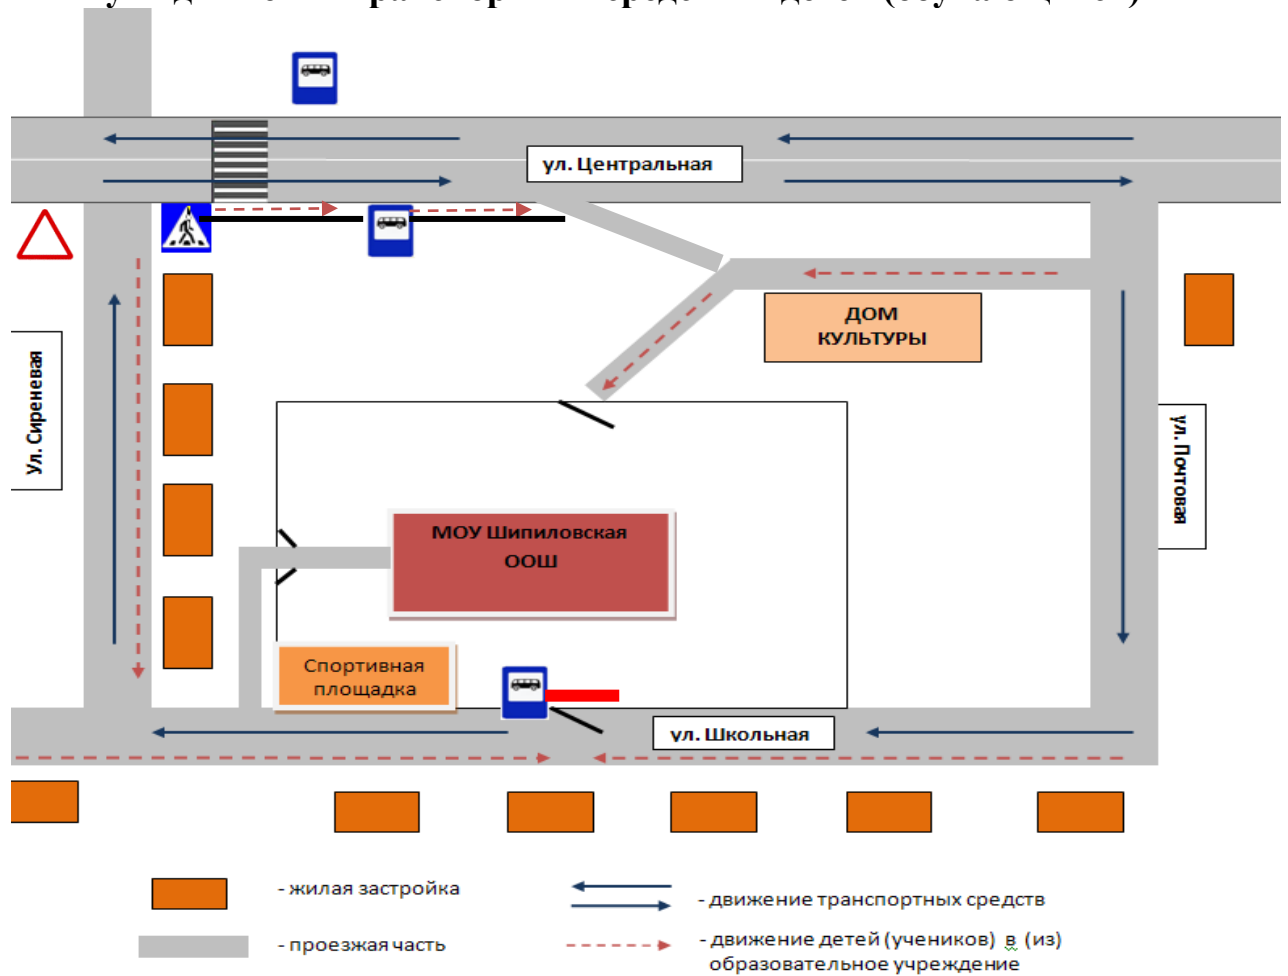 ул. Центральная
ДОМ
КУЛЬТУРЫ
Ул. Сиреневая
ул. Почтовая
МОУ Шипиловская
ООШ
Спортивная
площадка
ул. Школьная
- жилая застройка
- движение транспортных средств
- проезжая часть
- движение детей (учеников) в (из)
образовательное учреждение